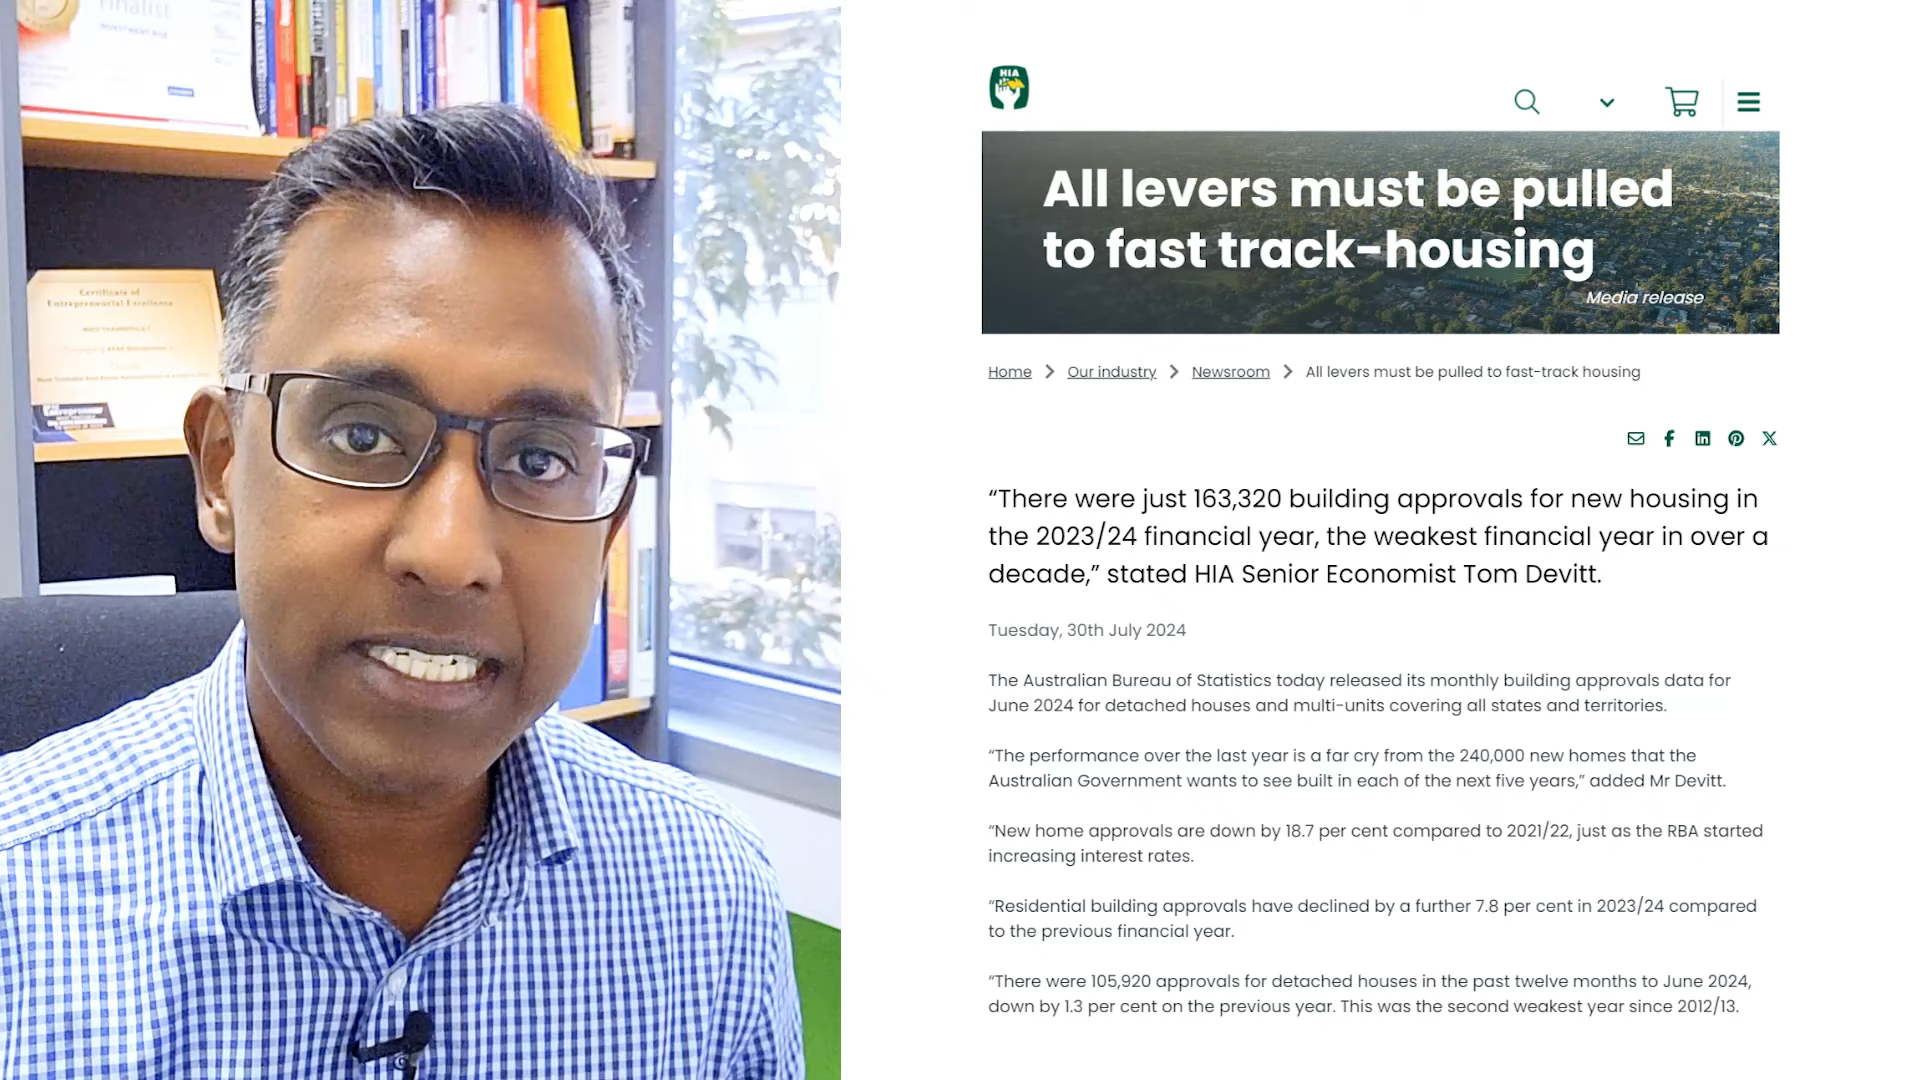 Finalist
Certificate of
Entrepreneurial Excellence
Entrepreneur
HIA
All levers must be pulled
to fast track-housing
Media release
Home > Our industry > Newsroom > All levers must be pulled to fast-track housing
“There were just 163,320 building approvals for new housing in
the 2023/24 financial year, the weakest financial year in over a
decade,” stated HIA Senior Economist Tom Devitt.
Tuesday, 30th July 2024
The Australian Bureau of Statistics today released its monthly building approvals data for
June 2024 for detached houses and multi-units covering all states and territories.
“The performance over the last year is a far cry from the 240,000 new homes that the
Australian Government wants to see built in each of the next five years,” added Mr Devitt.
“New home approvals are down by 18.7 per cent compared to 2021/22, just as the RBA started
increasing interest rates.
“Residential building approvals have declined by a further 7.8 per cent in 2023/24 compared
to the previous financial year.
“There were 105,920 approvals for detached houses in the past twelve months to June 2024,
down by 1.3 per cent on the previous year. This was the second weakest year since 2012/13.